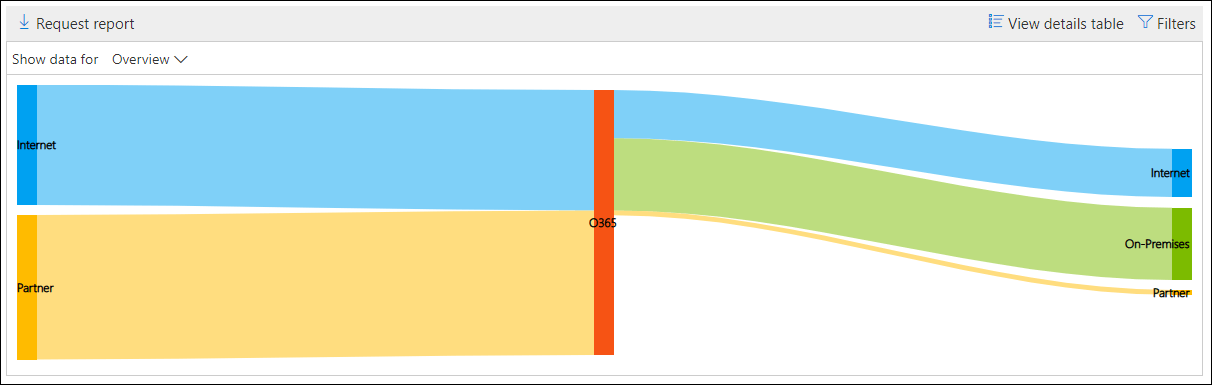 Request report
View details table
Filters
Show data for Overview
Internet
Partner
O365
Internet
On-Premises
Partner